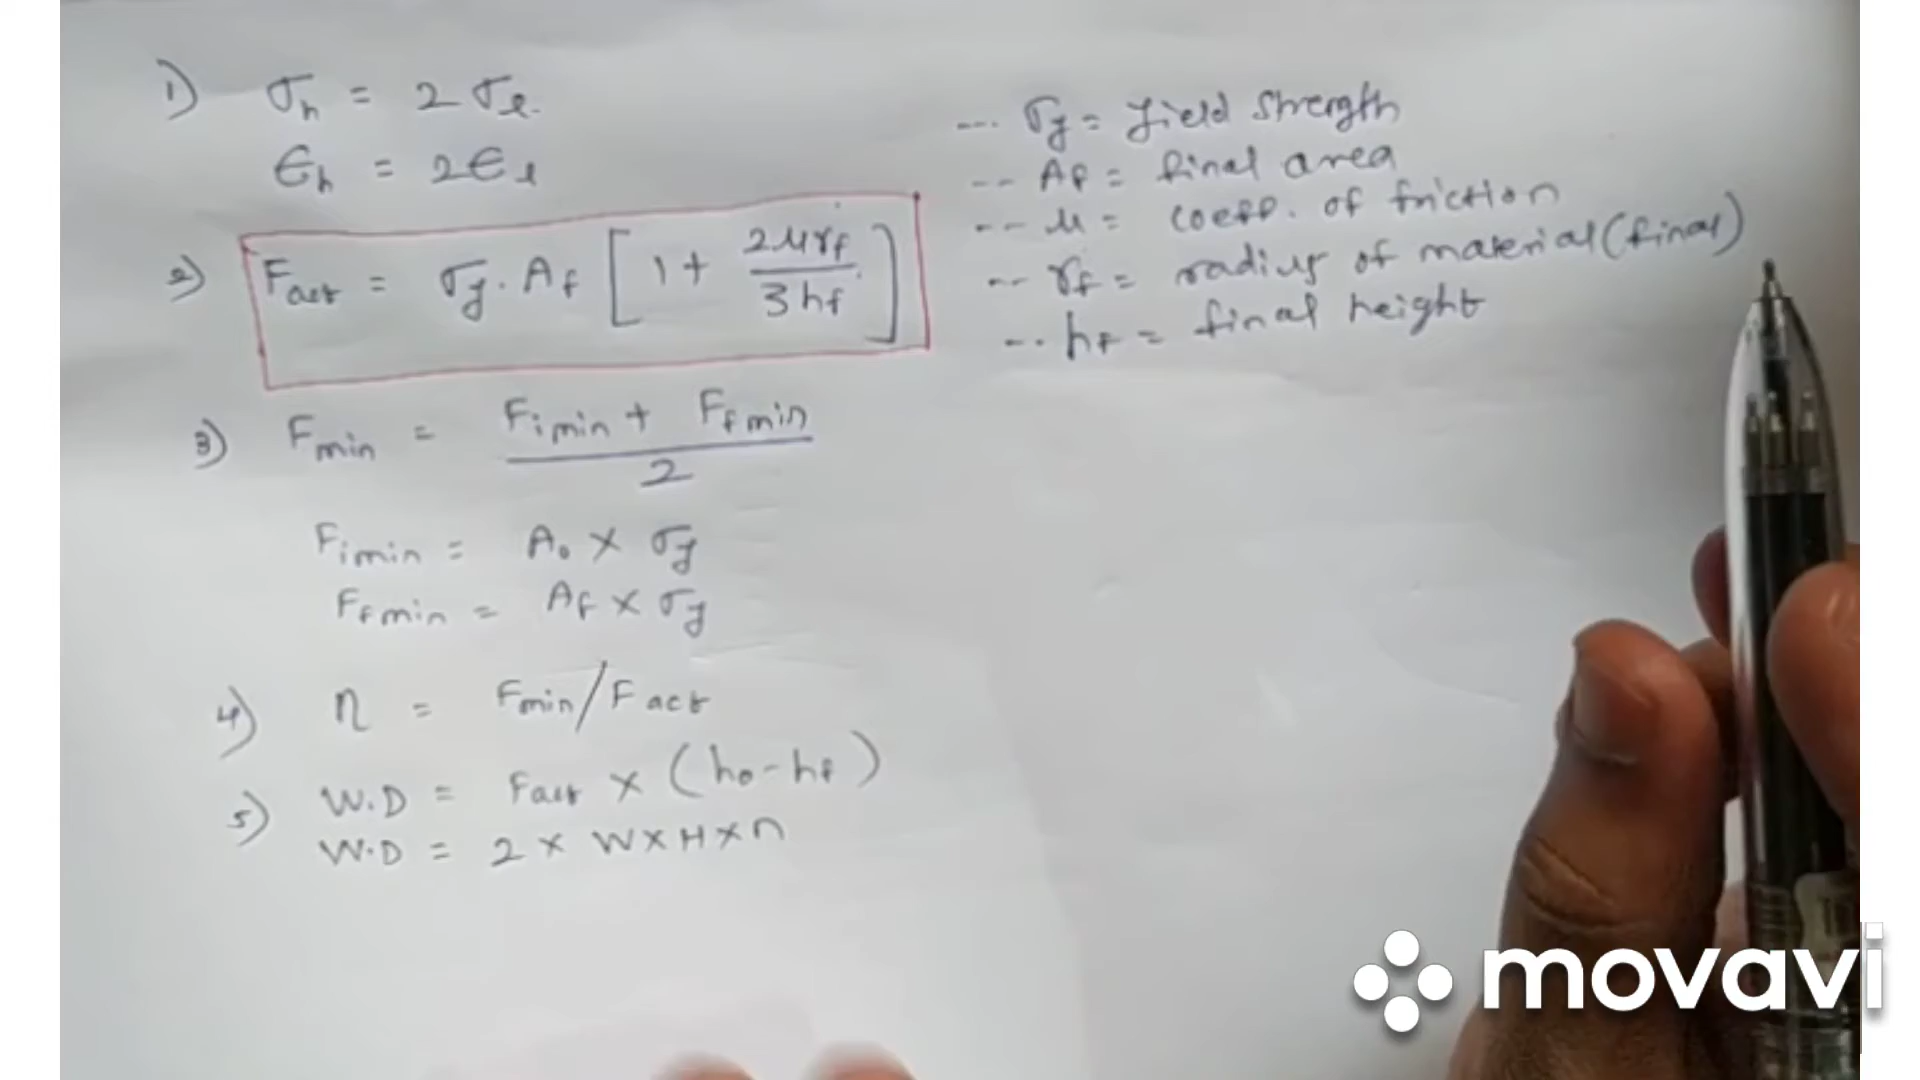 1) σh = 2σl.
ϵh = 2ϵl
2) Fact = σy. Af [1 + 2μrf / 3hf]
--- σy = Yield strength
-- Af = final area
-- μ = coeff. of friction
-- rf = radius of material (final)
-- hf = final height
3) Fmin = Fimin + Ffmin / 2
Fimin = A0 × σy
Ffmin = Af × σy
4) η = Fmin/Fact
5) W.D = Fact × (h0-hf)
W.D = 2 × W×H×n
movavi